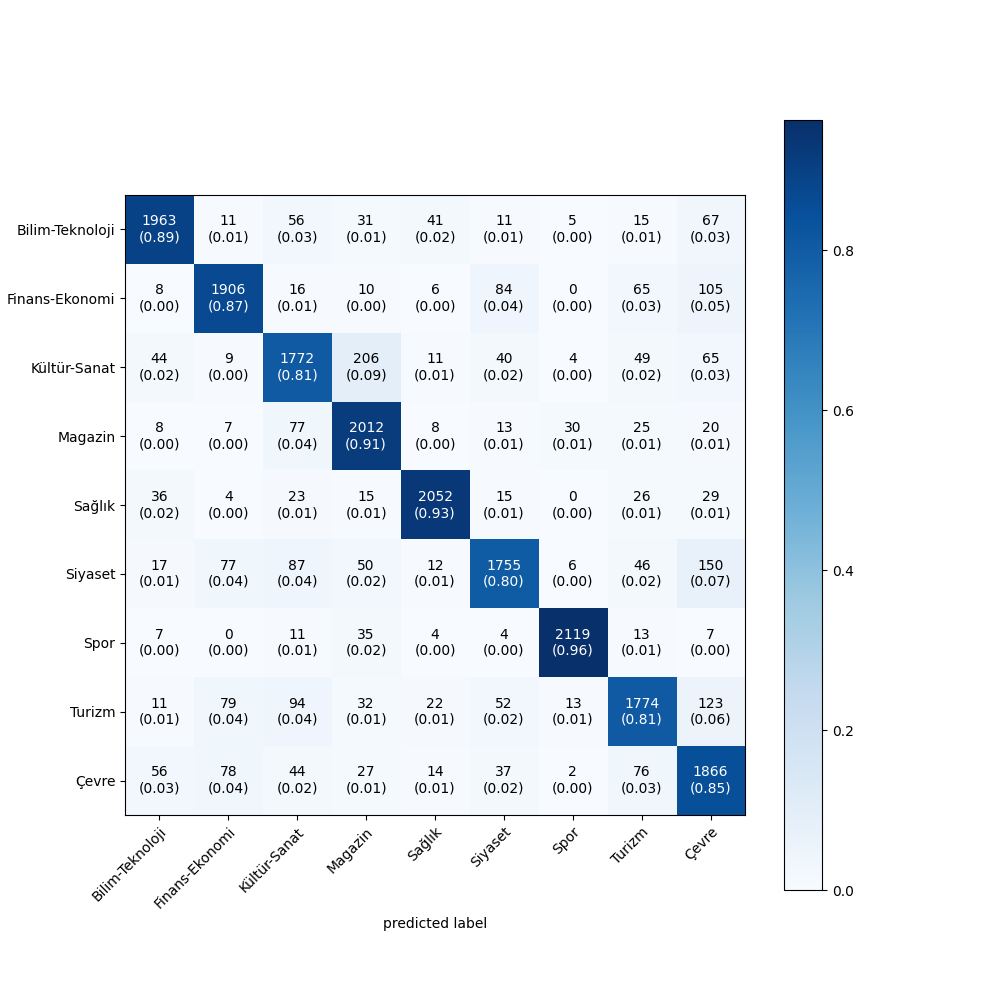 Bilim-Teknoloji 1963 11 56 31 41 11 5 15 67
(0.89) (0.01) (0.03) (0.01) (0.02) (0.01) (0.00) (0.01) (0.03)
Finans-Ekonomi 8 1906 16 10 6 84 0 65 105
(0.00) (0.87) (0.01) (0.00) (0.00) (0.04) (0.00) (0.03) (0.05)
Kültür-Sanat 44 9 1772 206 11 40 4 49 65
(0.02) (0.00) (0.81) (0.09) (0.01) (0.02) (0.00) (0.02) (0.03)
Magazin 8 7 77 2012 8 13 30 25 20
(0.00) (0.00) (0.04) (0.91) (0.00) (0.01) (0.01) (0.01) (0.01)
Sağlık 36 4 23 15 2052 15 0 26 29
(0.02) (0.00) (0.01) (0.01) (0.93) (0.01) (0.00) (0.01) (0.01)
Siyaset 17 77 87 50 12 1755 6 46 150
(0.01) (0.04) (0.04) (0.02) (0.01) (0.80) (0.00) (0.02) (0.07)
Spor 7 0 11 35 4 4 2119 13 7
(0.00) (0.00) (0.01) (0.02) (0.00) (0.00) (0.96) (0.01) (0.00)
Turizm 11 79 94 32 22 52 13 1774 123
(0.01) (0.04) (0.04) (0.01) (0.01) (0.02) (0.01) (0.81) (0.06)
Çevre 56 78 44 27 14 37 2 76 1866
(0.03) (0.04) (0.02) (0.01) (0.01) (0.02) (0.00) (0.03) (0.85)
Bilim-Teknoloji Finans-Ekonomi Kültür-Sanat Magazin Sağlık Siyaset Spor Turizm Çevre
predicted label
0.8
0.6
0.4
0.2
0.0